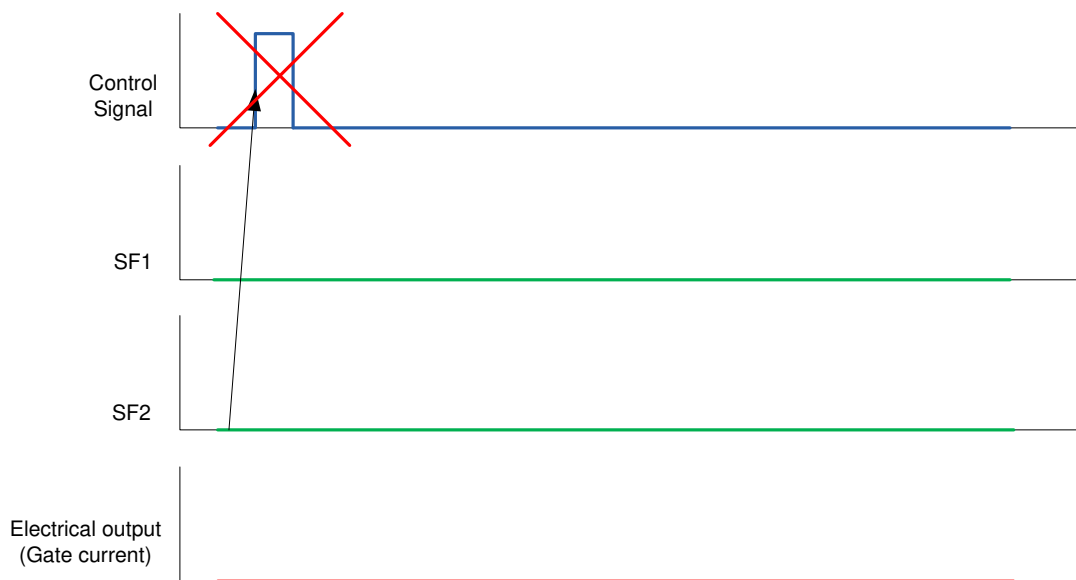 Control
Signal
SF1
SF2
Electrical output
(Gate current)